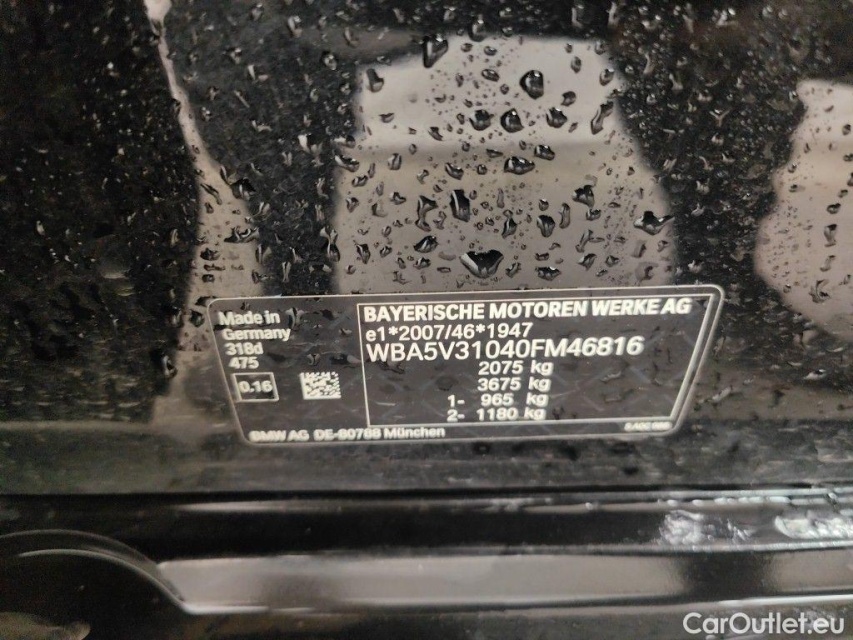 Made in
Germany
318d
475
0.16
BAYERISCHE MOTOREN WERKE AG
e1*2007/46*1947
WBA5V31040FM46816
2075 kg
3675 kg
1- 965 kg
2- 1180 kg
BMW AG DE-80788 München
CarOutlet.eu